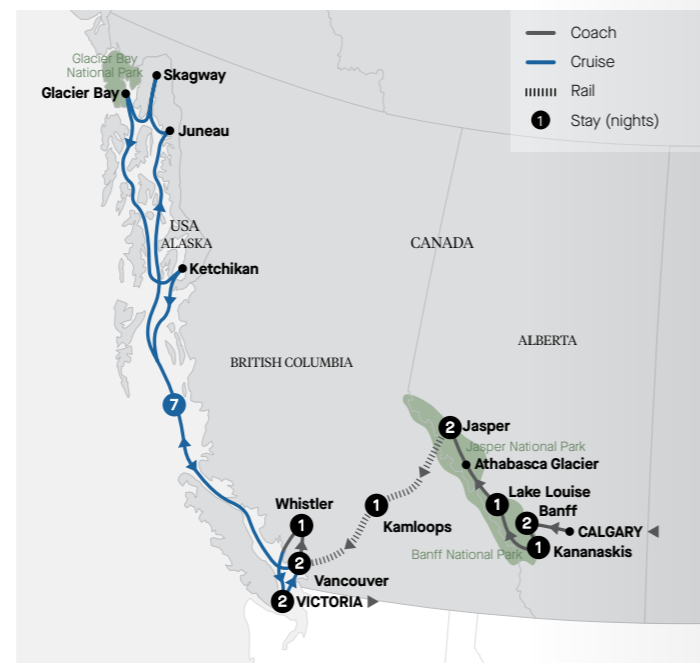 Coach
Cruise
Rail
1 Stay (nights)
Glacier Bay
National Park
Glacier Bay
Skagway
Juneau
USA
ALASKA
CANADA
Ketchikan
ALBERTA
BRITISH COLUMBIA
7
2 Jasper
Jasper National Park
Athabasca Glacier
1 Lake Louise
Whistler
1
1
Kamloops
2 Banff
CALGARY
Banff National Park
1 Kananaskis
2
Vancouver
2 VICTORIA